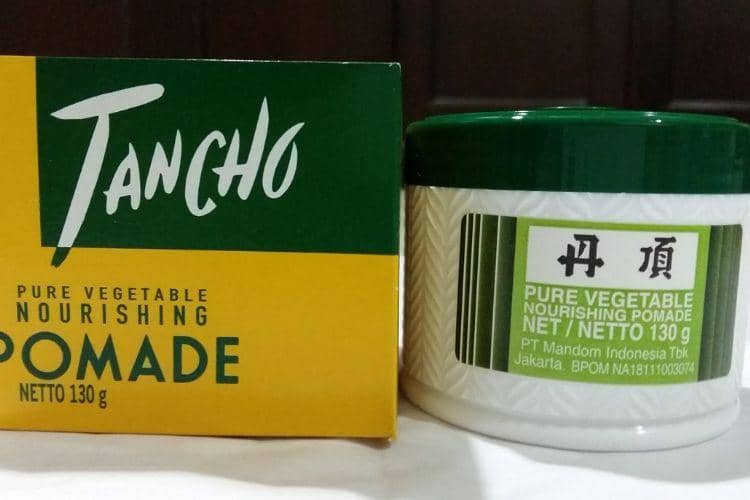 TANCHO
PURE VEGETABLE
NOURISHING
POMADE
NETTO 130 g
丹頂
PURE VEGETABLE
NOURISHING POMADE
NET / NETTO 130 g
PT Mandom Indonesia Tbk
Jakarta. BPOM NA18111003074